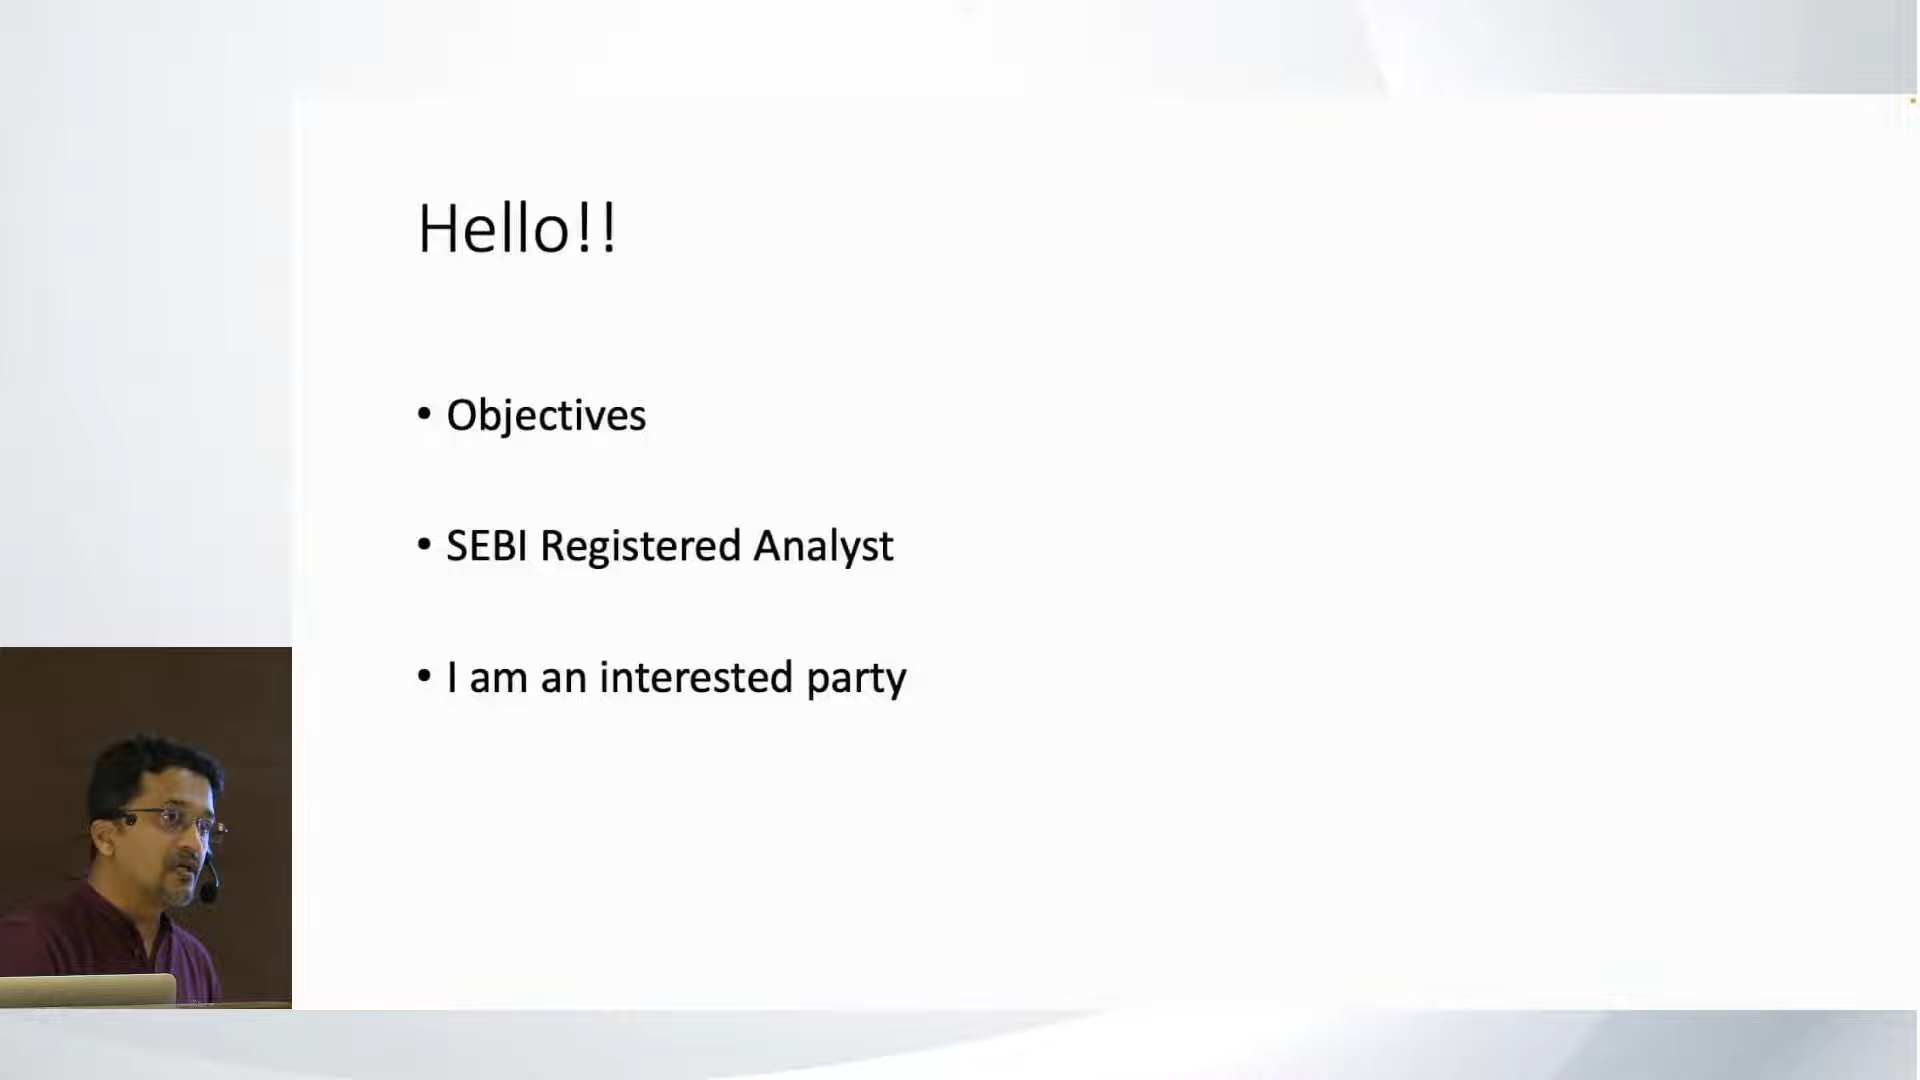 Hello!!
• Objectives
• SEBI Registered Analyst
• I am an interested party